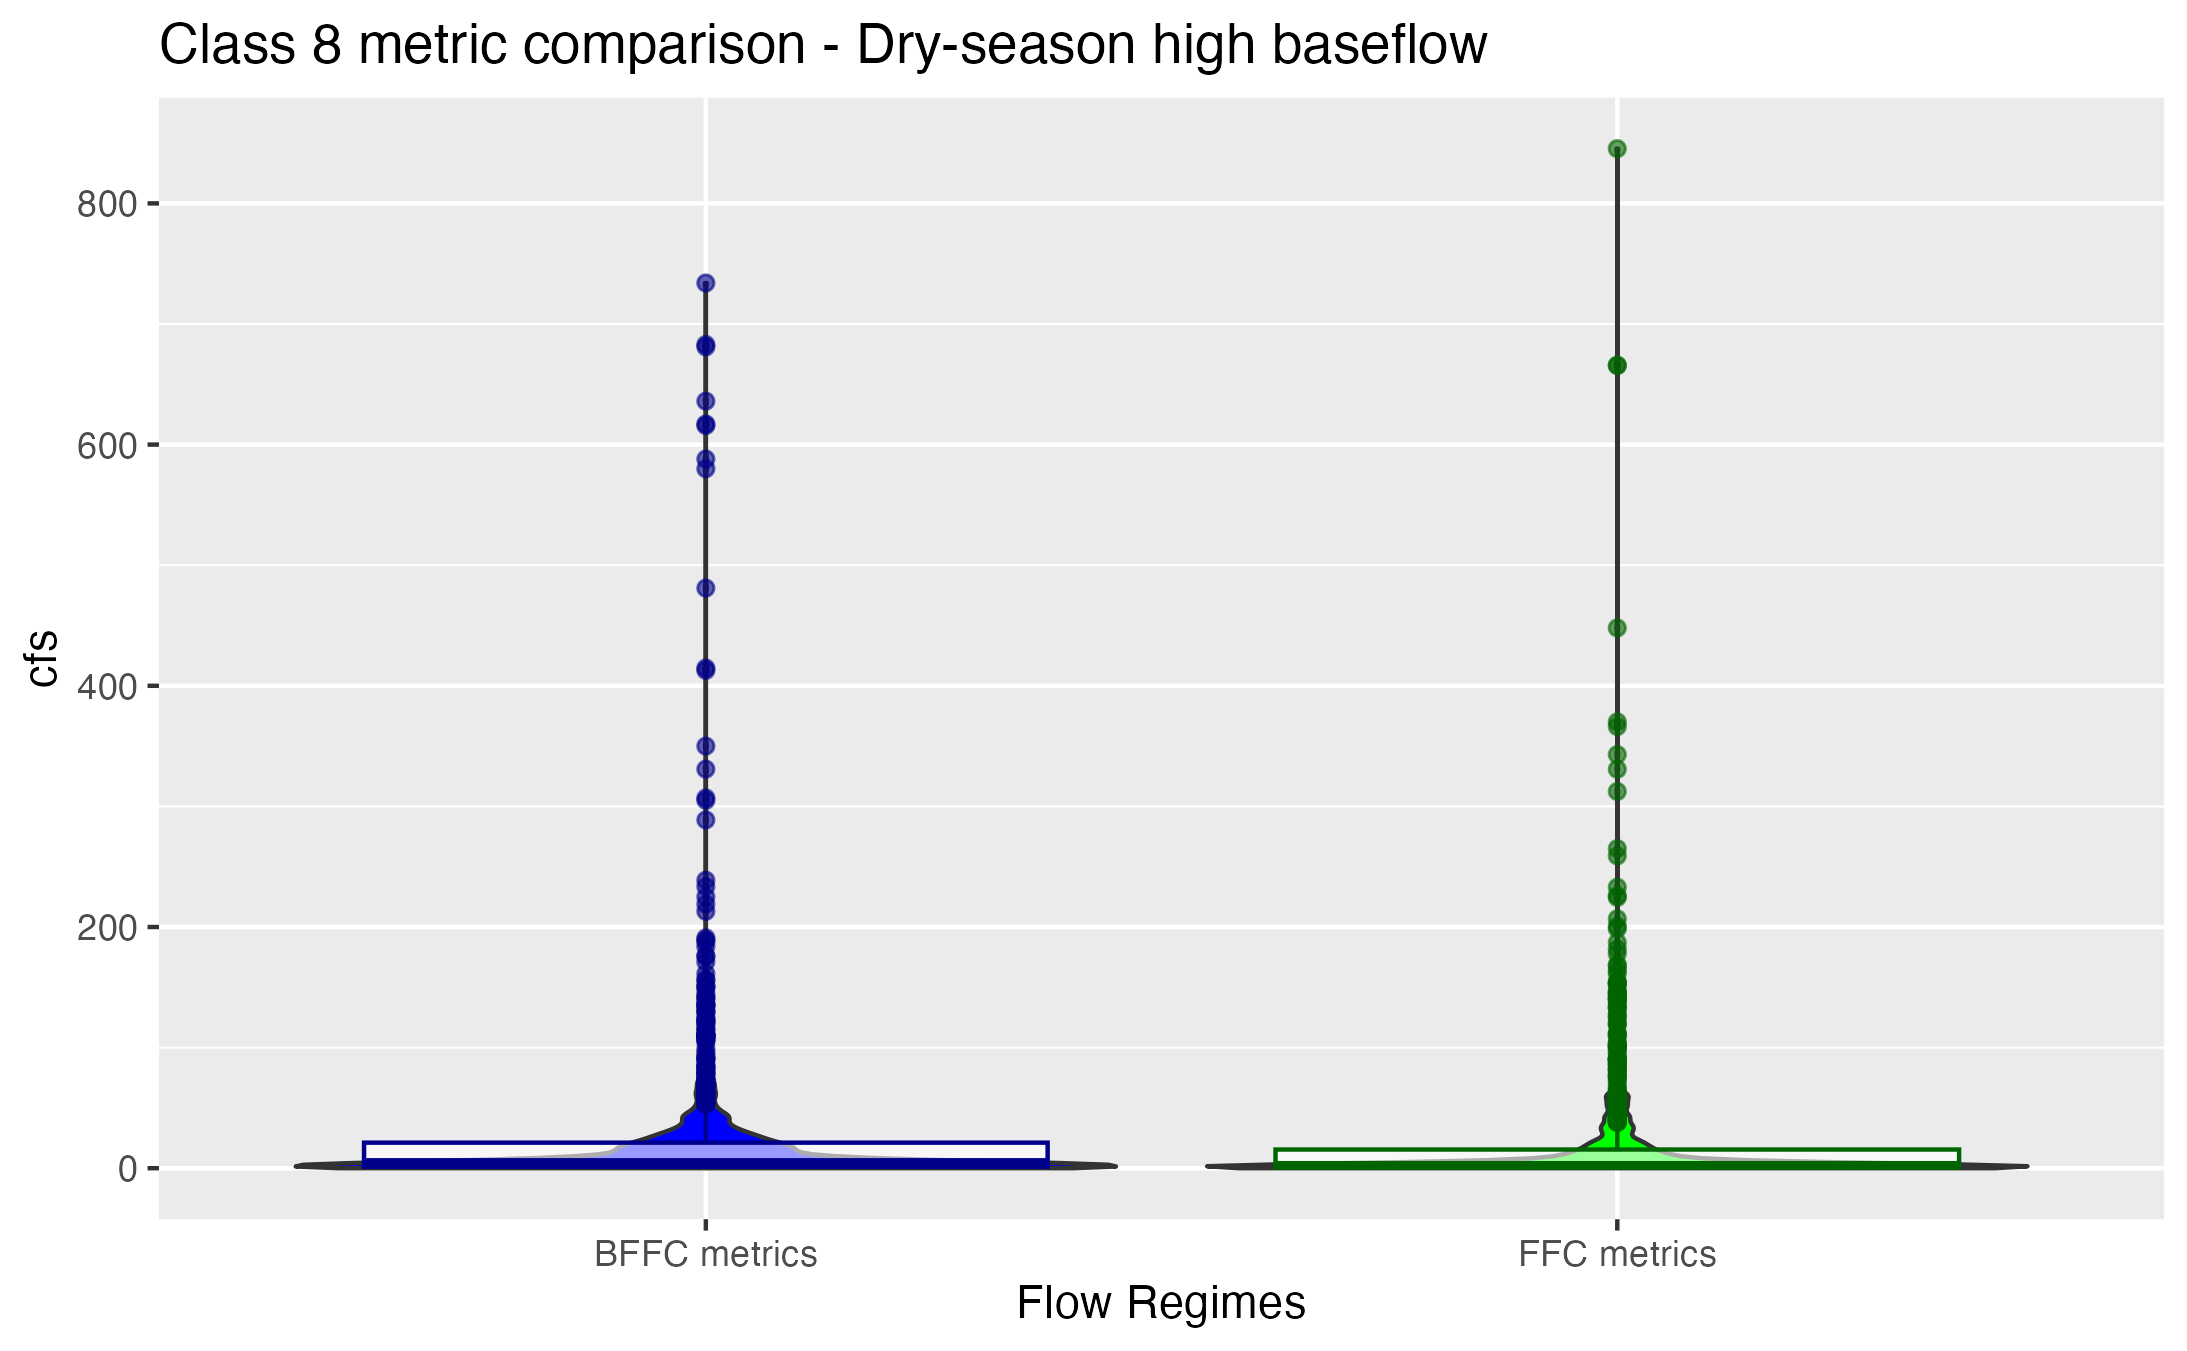 Class 8 metric comparison - Dry-season high baseflow
800
600
400
200
0
cfs
BFFC metrics
FFC metrics
Flow Regimes